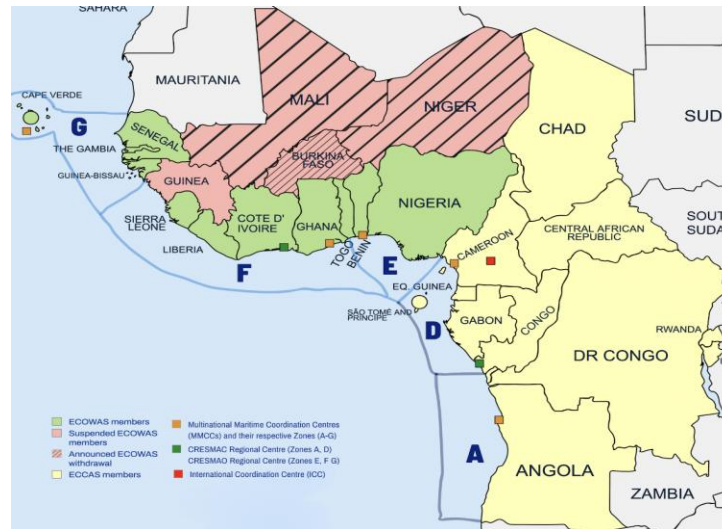 MAURITANIA
MALI
NIGER
CHAD
SUD
CAPE VERDE
G
SENEGAL
THE GAMBIA
GUINEA-BISSAU
BURKINA
FASO
GUINEA
NIGERIA
SIERRA
LEONE
COTE D'
IVOIRE
GHANA
TOGO
BENIN
LIBERIA
CENTRAL AFRICAN
REPUBLIC
SOUT
SUDA
CAMEROON
F
E
EQ. GUINEA
SÃO TOMÉ AND
PRINCIPE
D
GABON
CONGO
RWANDA
DR CONGO
A
ANGOLA
ZAMBIA
ECOWAS members
Suspended ECOWAS
members
Announced ECOWAS
withdrawal
ECCAS members
Multinational Maritime Coordination Centres
(MMCCs) and their respective Zones (A-G)
CRESMAC Regional Centre (Zones A, D)
CRESMAO Regional Centre (Zones E, F G)
International Coordination Centre (ICC)